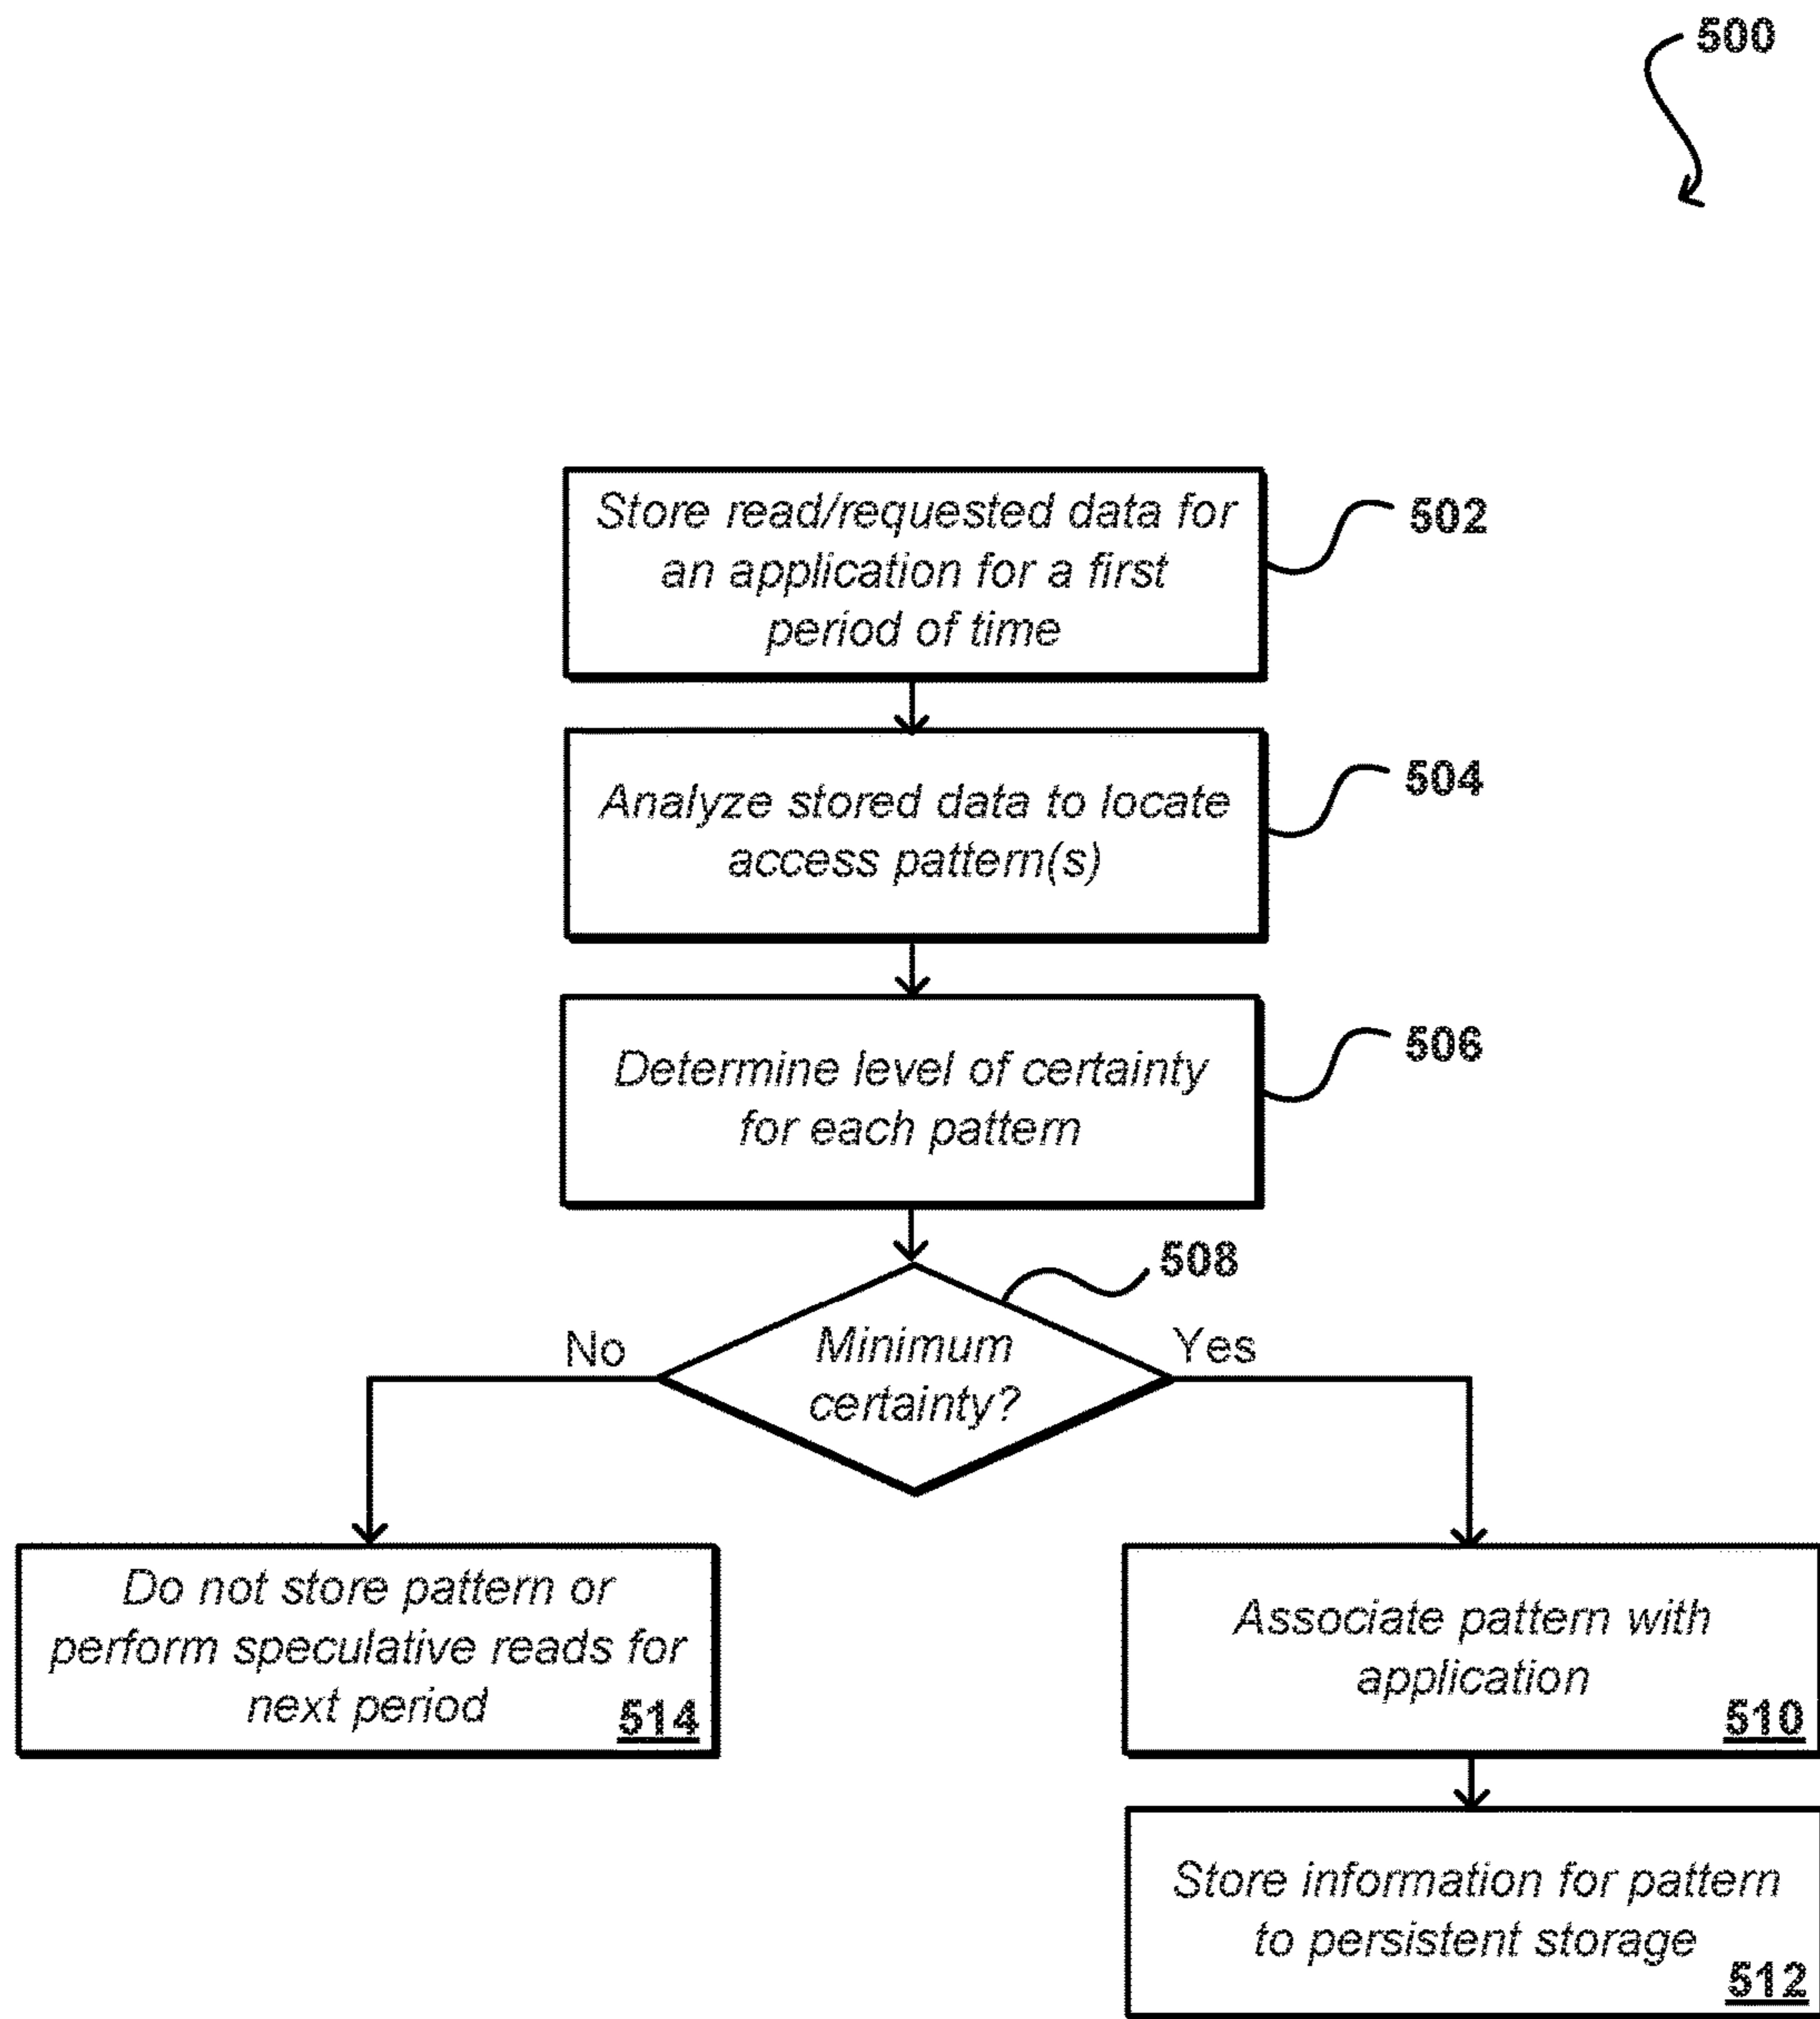 500
Store read/requested data for
an application for a first
period of time
502
Analyze stored data to locate
access pattern(s)
504
Determine level of certainty
for each pattern
506
508
No
Minimum
certainty?
Yes
Do not store pattern or
perform speculative reads for
next period
514
Associate pattern with
application
510
Store information for pattern
to persistent storage
512